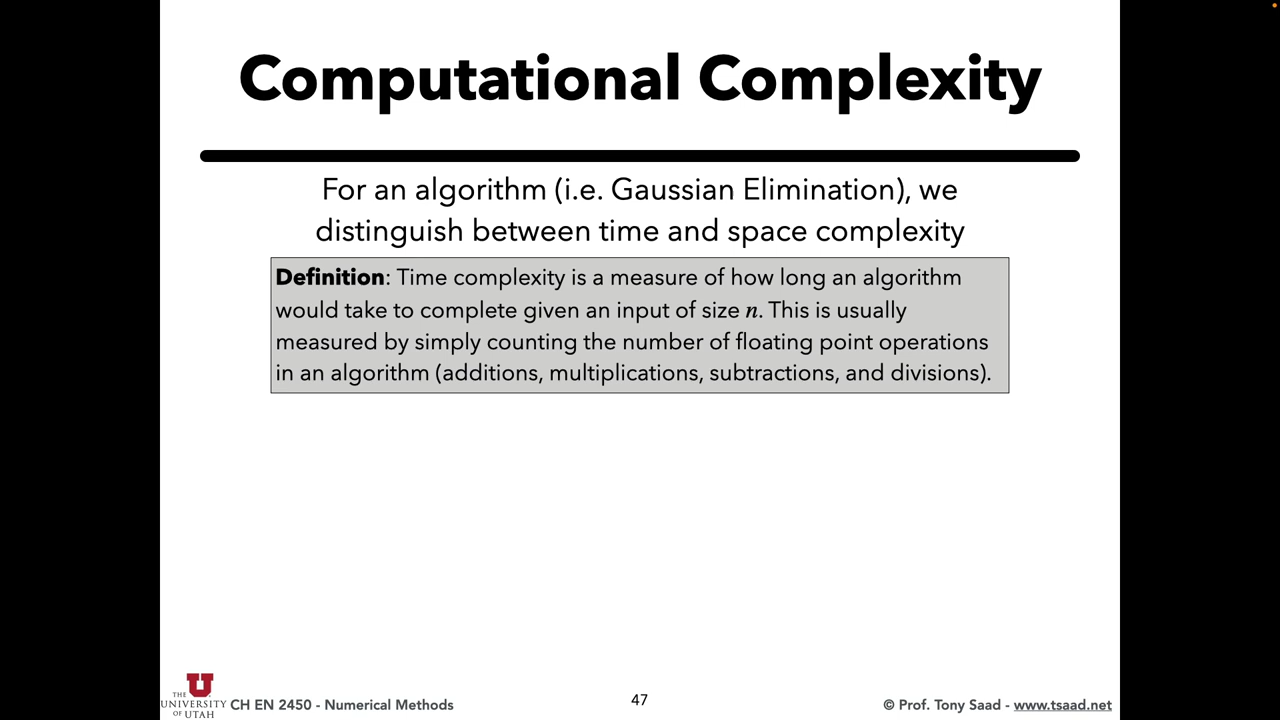 Computational Complexity
For an algorithm (i.e. Gaussian Elimination), we
distinguish between time and space complexity
Definition: Time complexity is a measure of how long an algorithm
would take to complete given an input of size n. This is usually
measured by simply counting the number of floating point operations
in an algorithm (additions, multiplications, subtractions, and divisions).
THE
UNIVERSITY
OF UTAH
CH EN 2450 - Numerical Methods
47
© Prof. Tony Saad - www.tsaad.net